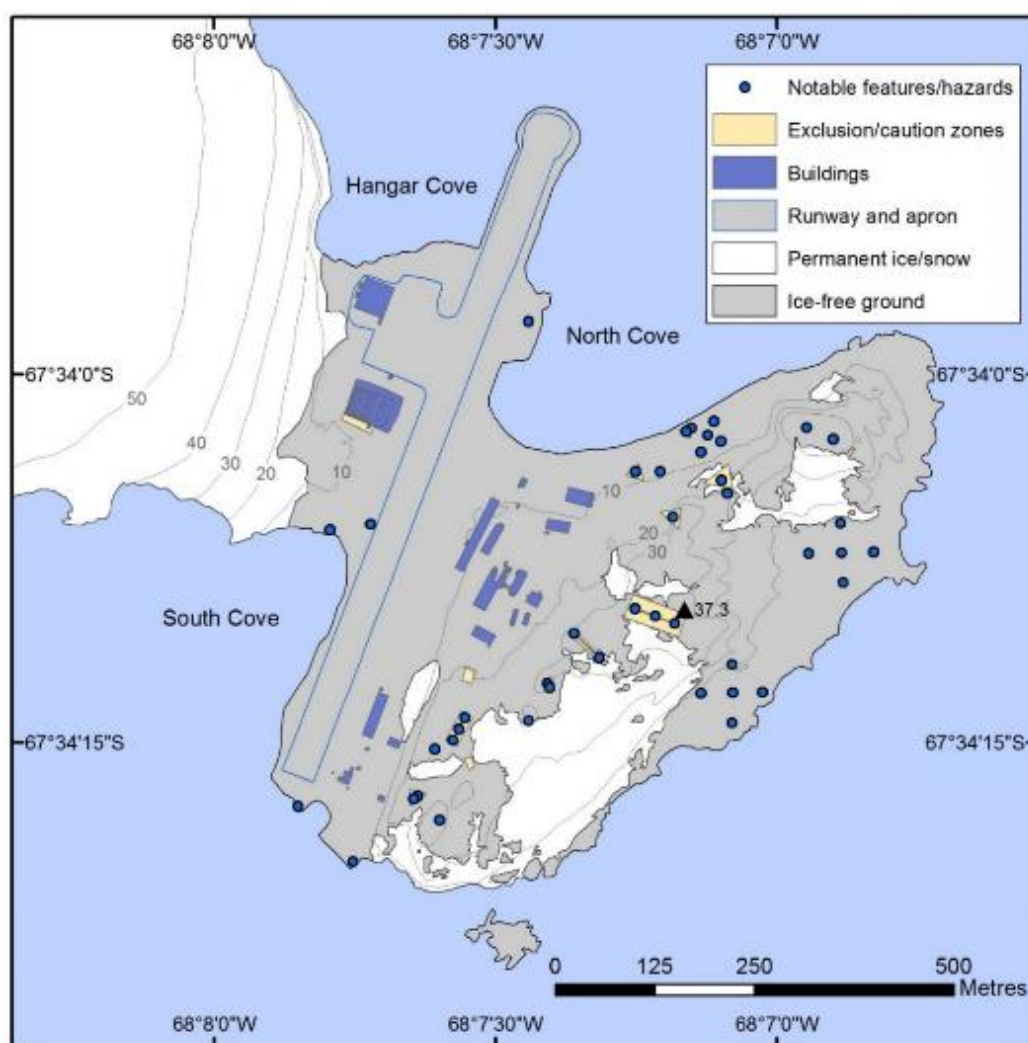 68°8'0"W
68°7'30"W
68°7'0"W
Notable features/hazards
Exclusion/caution zones
Buildings
Runway and apron
Permanent ice/snow
Ice-free ground
Hangar Cove
North Cove
67°34'0"S
67°34'0"S
50
40
30
20
10
10
20
30
37.3
South Cove
67°34'15"S
67°34'15"S
0
125
250
500
Metres
68°8'0"W
68°7'30"W
68°7'0"W